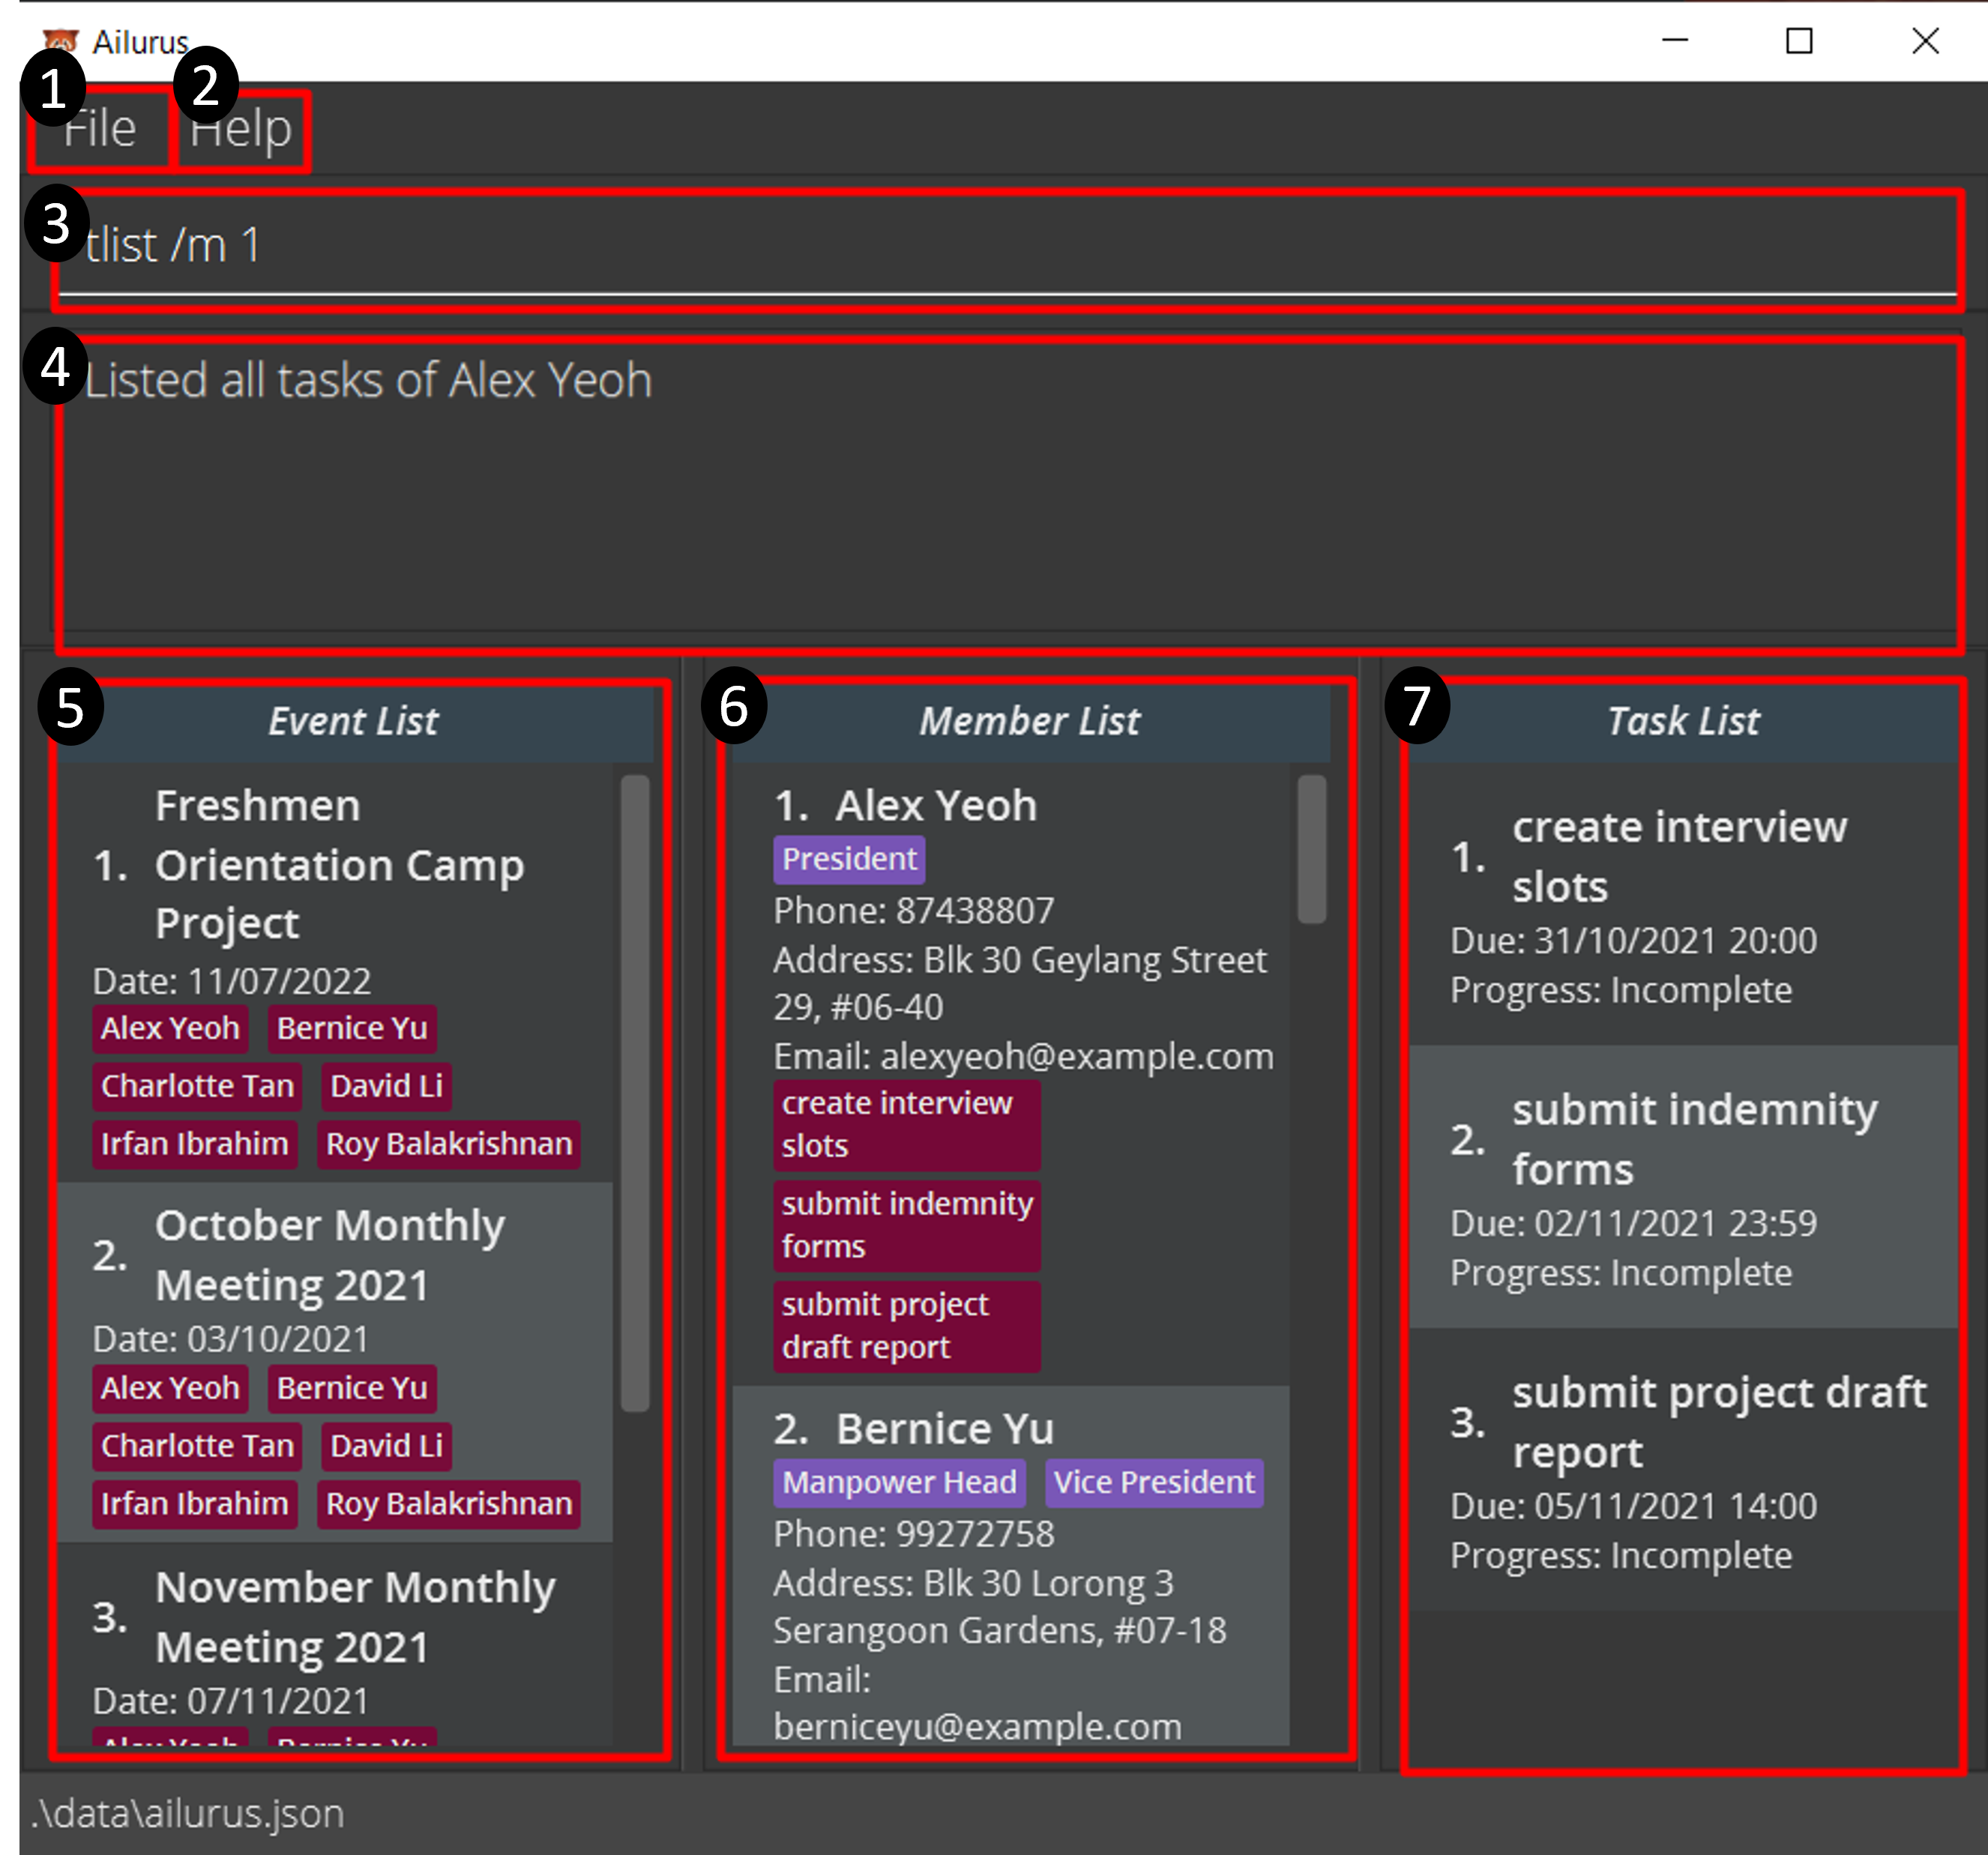 Ailurus
1 2
File Help
3
tlist /m 1
4
Listed all tasks of Alex Yeoh
5
Event List
Freshmen
1. Orientation Camp
Project
Date: 11/07/2022
Alex Yeoh Bernice Yu
Charlotte Tan David Li
Irfan Ibrahim Roy Balakrishnan
October Monthly
2.
Meeting 2021
Date: 03/10/2021
Alex Yeoh Bernice Yu
Charlotte Tan David Li
Irfan Ibrahim Roy Balakrishnan
November Monthly
3.
Meeting 2021
Date: 07/11/2021
Alex Yeoh Bernice Yu
6
Member List
1. Alex Yeoh
President
Phone: 87438807
Address: Blk 30 Geylang Street
29, #06-40
Email: alexyeoh@example.com
create interview
slots
submit indemnity
forms
submit project
draft report
2. Bernice Yu
Manpower Head Vice President
Phone: 99272758
Address: Blk 30 Lorong 3
Serangoon Gardens, #07-18
Email:
berniceyu@example.com
7
Task List
create interview
1.
slots
Due: 31/10/2021 20:00
Progress: Incomplete
submit indemnity
2.
forms
Due: 02/11/2021 23:59
Progress: Incomplete
submit project draft
3.
report
Due: 05/11/2021 14:00
Progress: Incomplete
.\data\ailurus.json